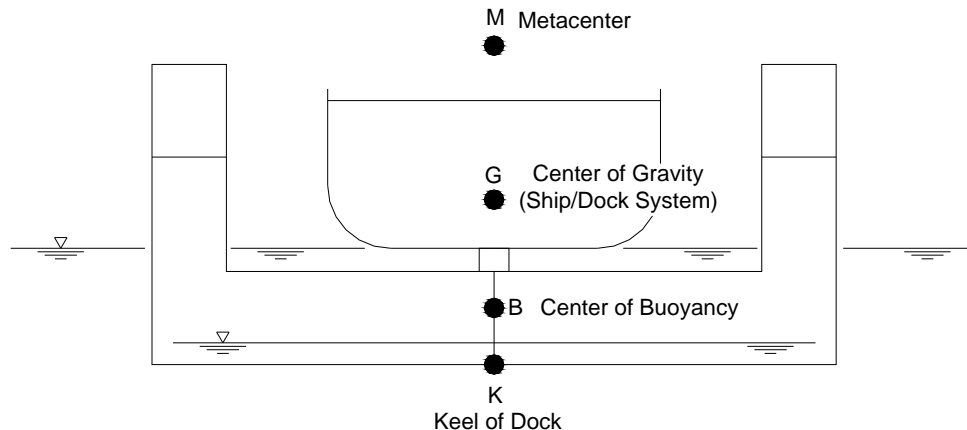 M Metacenter
G Center of Gravity
(Ship/Dock System)
B Center of Buoyancy
K
Keel of Dock